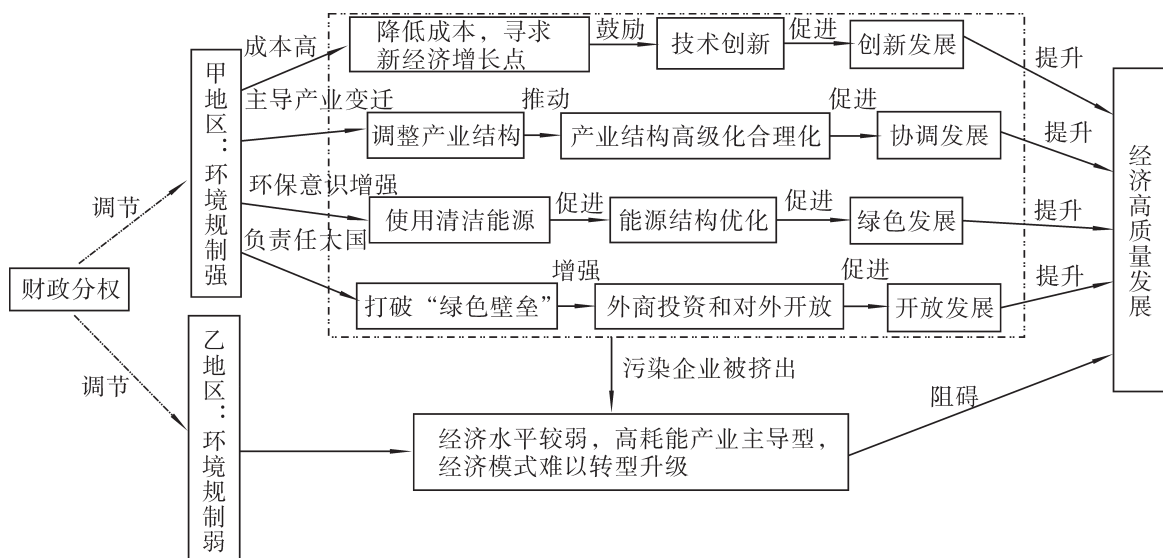 成本高
降低成本，寻求
新经济增长点
鼓励
技术创新
促进
创新发展
提升
甲地区：环境规制强
主导产业变迁
调整产业结构
推动
产业结构高级化合理化
促进
协调发展
提升
环保意识增强
使用清洁能源
促进
能源结构优化
促进
绿色发展
提升
负责任大国
打破“绿色壁垒”
增强
外商投资和对外开放
促进
开放发展
提升
经济高质量发展
调节
财政分权
调节
乙地区：环境规制弱
污染企业被挤出
经济水平较弱，高耗能产业主导型，
经济模式难以转型升级
阻碍